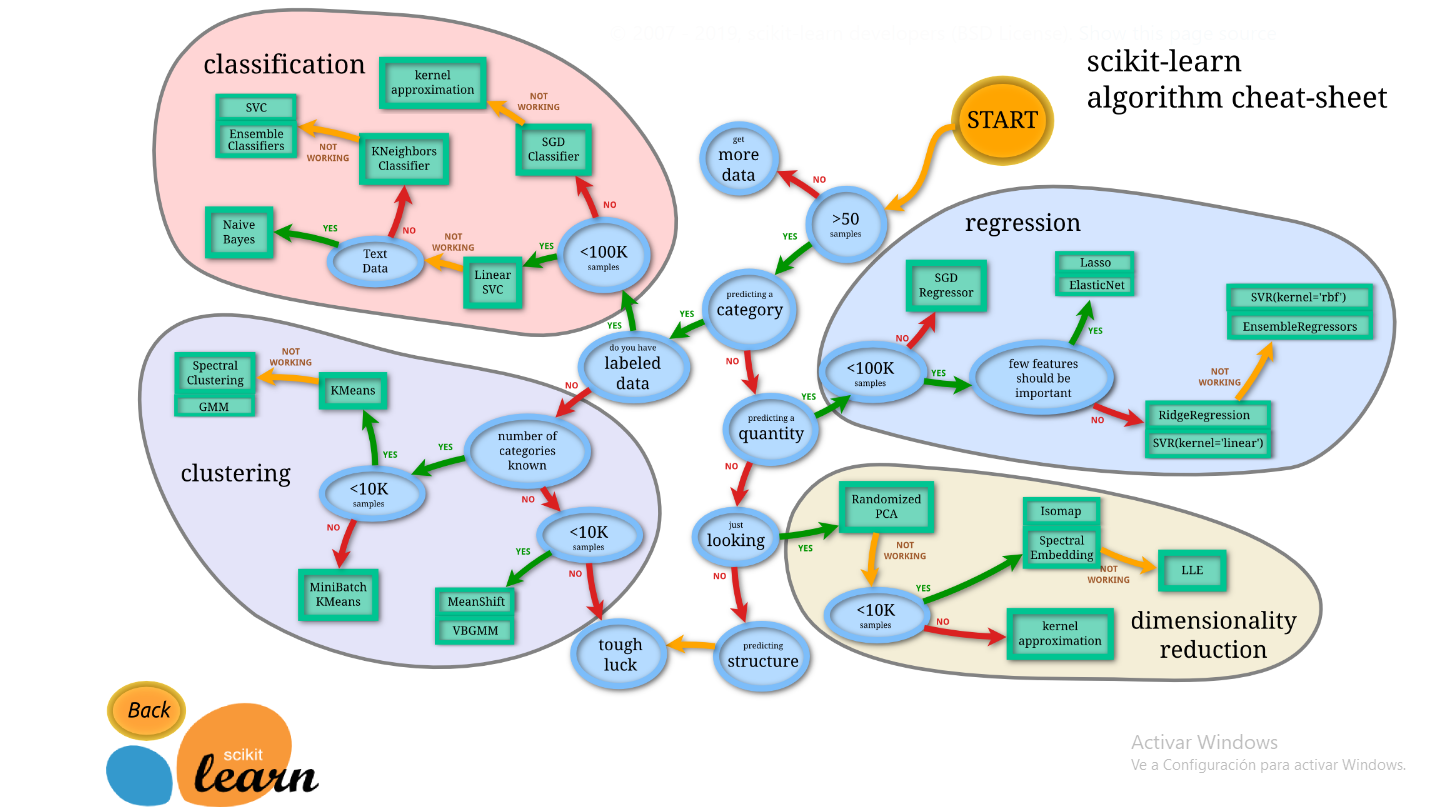 scikit-learn
algorithm cheat-sheet
START
get
more
data
NO
>50
samples
YES
predicting a
category
YES
NO
do you have
labeled
data
YES
NO
predicting a
quantity
YES
NO
just
looking
YES
NO
predicting
structure
tough
luck
classification
kernel
approximation
NOT
WORKING
SGD
Classifier
NO
<100K
samples
YES
Linear
SVC
NOT
WORKING
Text
Data
YES
Naive
Bayes
NO
KNeighbors
Classifier
NOT
WORKING
SVC
Ensemble
Classifiers
clustering
number of
categories
known
YES
NO
<10K
samples
YES
KMeans
NOT
WORKING
Spectral
Clustering
GMM
NO
MiniBatch
KMeans
<10K
samples
YES
MeanShift
VBGMM
NO
regression
<100K
samples
NO
SGD
Regressor
YES
few features
should be
important
YES
Lasso
ElasticNet
NO
RidgeRegression
SVR(kernel='linear')
NOT
WORKING
SVR(kernel='rbf')
EnsembleRegressors
dimensionality
reduction
Randomized
PCA
NOT
WORKING
<10K
samples
YES
Isomap
Spectral
Embedding
NOT
WORKING
LLE
NO
kernel
approximation
Back
scikit
learn
Activar Windows
Ve a Configuración para activar Windows.